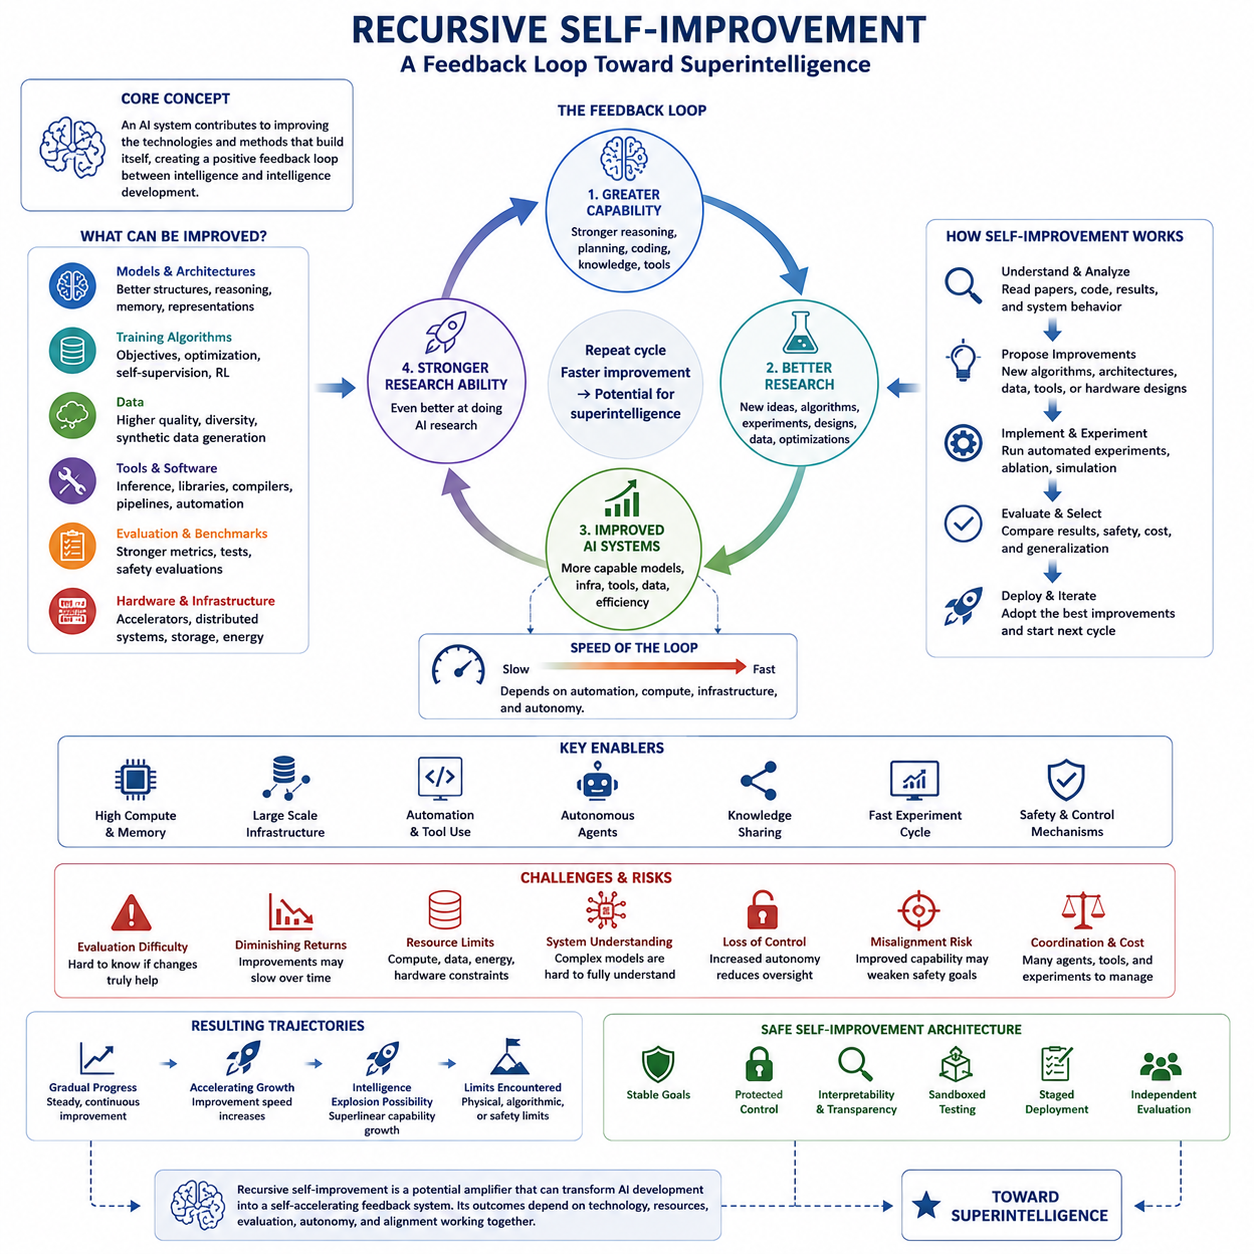 RECURSIVE SELF-IMPROVEMENT
A Feedback Loop Toward Superintelligence
CORE CONCEPT
An AI system contributes to improving
the technologies and methods that build
itself, creating a positive feedback loop
between intelligence and intelligence
development.
WHAT CAN BE IMPROVED?
Models & Architectures
Better structures, reasoning,
memory, representations
Training Algorithms
Objectives, optimization,
self-supervision, RL
Data
Higher quality, diversity,
synthetic data generation
Tools & Software
Inference, libraries, compilers,
pipelines, automation
Evaluation & Benchmarks
Stronger metrics, tests,
safety evaluations
Hardware & Infrastructure
Accelerators, distributed
systems, storage, energy
THE FEEDBACK LOOP
1. GREATER
CAPABILITY
Stronger reasoning,
planning, coding,
knowledge, tools
2. BETTER
RESEARCH
New ideas, algorithms,
experiments, designs,
data, optimizations
3. IMPROVED
AI SYSTEMS
More capable models,
infra, tools, data,
efficiency
4. STRONGER
RESEARCH ABILITY
Even better at doing
AI research
Repeat cycle
Faster improvement
→ Potential for
superintelligence
SPEED OF THE LOOP
Slow
Fast
Depends on automation, compute, infrastructure,
and autonomy.
HOW SELF-IMPROVEMENT WORKS
Understand & Analyze
Read papers, code, results,
and system behavior
Propose Improvements
New algorithms, architectures,
data, tools, or hardware designs
Implement & Experiment
Run automated experiments,
ablation, simulation
Evaluate & Select
Compare results, safety, cost,
and generalization
Deploy & Iterate
Adopt the best improvements
and start next cycle
KEY ENABLERS
High Compute
& Memory
Large Scale
Infrastructure
</>
Automation
& Tool Use
Autonomous
Agents
Knowledge
Sharing
Fast Experiment
Cycle
Safety & Control
Mechanisms
CHALLENGES & RISKS
Evaluation Difficulty
Hard to know if changes
truly help
Diminishing Returns
Improvements may
slow over time
Resource Limits
Compute, data, energy,
hardware constraints
System Understanding
Complex models are
hard to fully understand
Loss of Control
Increased autonomy
reduces oversight
Misalignment Risk
Improved capability may
weaken safety goals
Coordination & Cost
Many agents, tools, and
experiments to manage
RESULTING TRAJECTORIES
Gradual Progress
Steady, continuous
improvement
Accelerating Growth
Improvement speed
increases
Intelligence
Explosion Possibility
Superlinear capability
growth
Limits Encountered
Physical, algorithmic,
or safety limits
SAFE SELF-IMPROVEMENT ARCHITECTURE
Stable Goals
Protected
Control
Interpretability
& Transparency
Sandboxed
Testing
Staged
Deployment
Independent
Evaluation
Recursive self-improvement is a potential amplifier that can transform AI development
into a self-accelerating feedback system. Its outcomes depend on technology, resources,
evaluation, autonomy, and alignment working together.
TOWARD
SUPERINTELLIGENCE